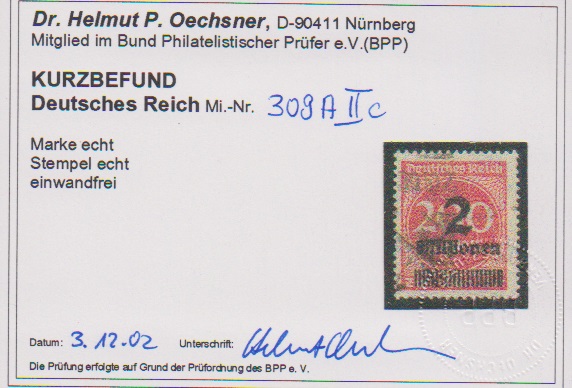 Dr. Helmut P. Oechsner, D-90411 Nürnberg
Mitglied im Bund Philatelistischer Prüfer e.V.(BPP)
KURZBEFUND
Deutsches Reich Mi.-Nr. 309A II c
Marke echt
Stempel echt
einwandfrei
Deutsches Reich
2
Millionen
Datum: 3.12.02 Unterschrift:
Die Prüfung erfolgte auf Grund der Prüfordnung des BPP e. V.